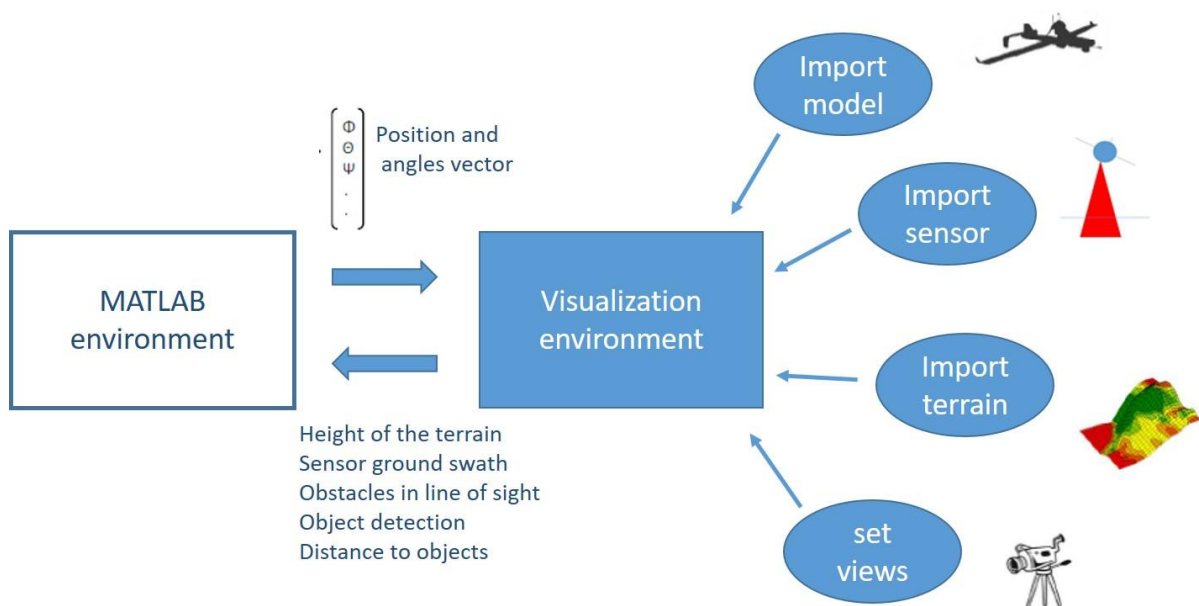 Import
model
Φ
Θ
Ψ
.
.
Position and
angles vector
Import
sensor
MATLAB
environment
Visualization
environment
Import
terrain
Height of the terrain
Sensor ground swath
Obstacles in line of sight
Object detection
Distance to objects
set
views